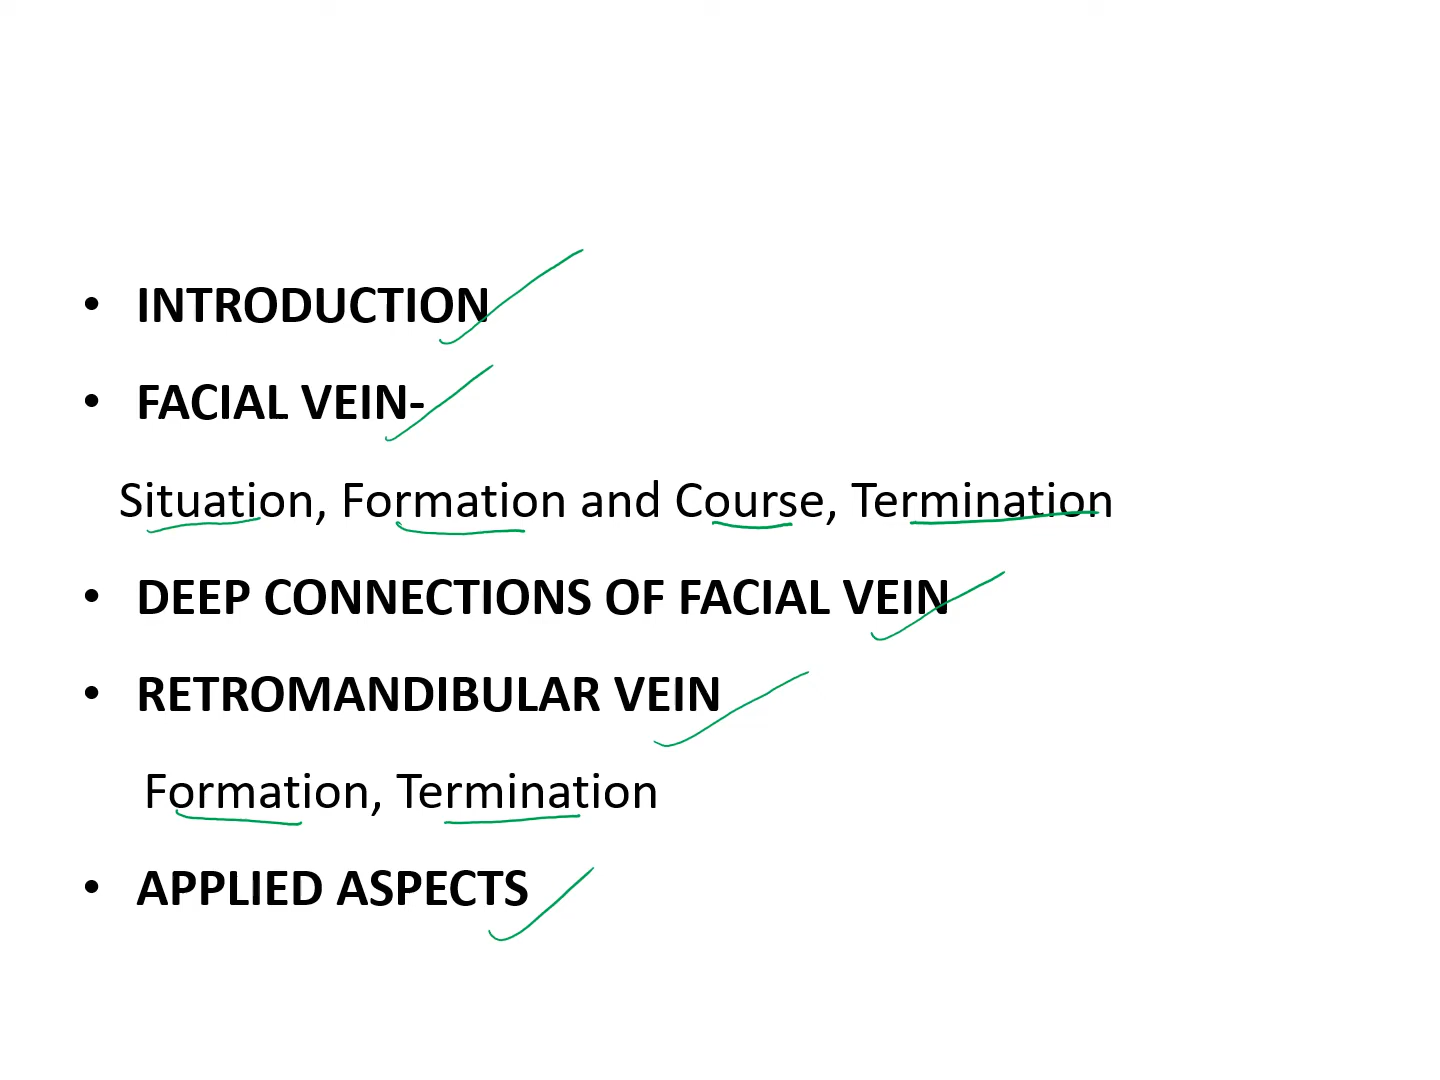 • INTRODUCTION
• FACIAL VEIN-
Situation, Formation and Course, Termination
• DEEP CONNECTIONS OF FACIAL VEIN
• RETROMANDIBULAR VEIN
Formation, Termination
• APPLIED ASPECTS